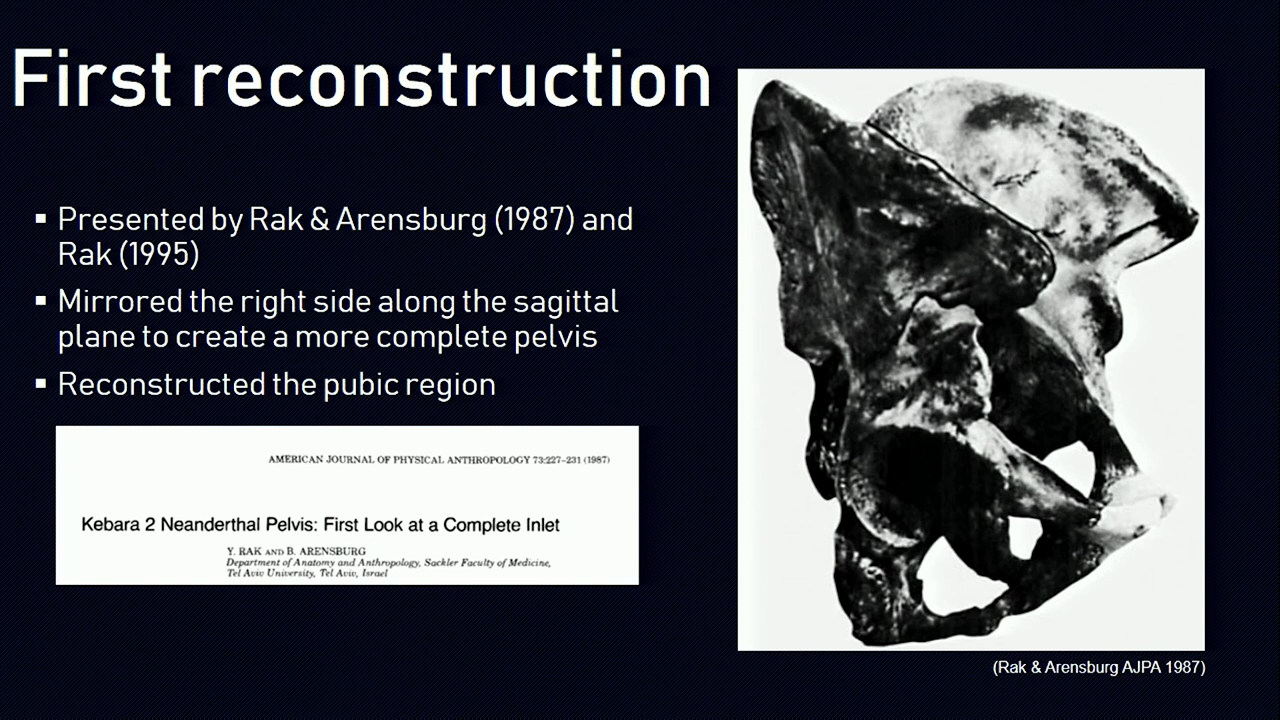 First reconstruction
▪ Presented by Rak & Arensburg (1987) and
Rak (1995)
▪ Mirrored the right side along the sagittal
plane to create a more complete pelvis
▪ Reconstructed the pubic region
AMERICAN JOURNAL OF PHYSICAL ANTHROPOLOGY 73:227–231 (1987)
Kebara 2 Neanderthal Pelvis: First Look at a Complete Inlet
Y. RAK AND B. ARENSBURG
Department of Anatomy and Anthropology, Sackler Faculty of Medicine,
Tel Aviv University, Tel Aviv, Israel
(Rak & Arensburg AJPA 1987)